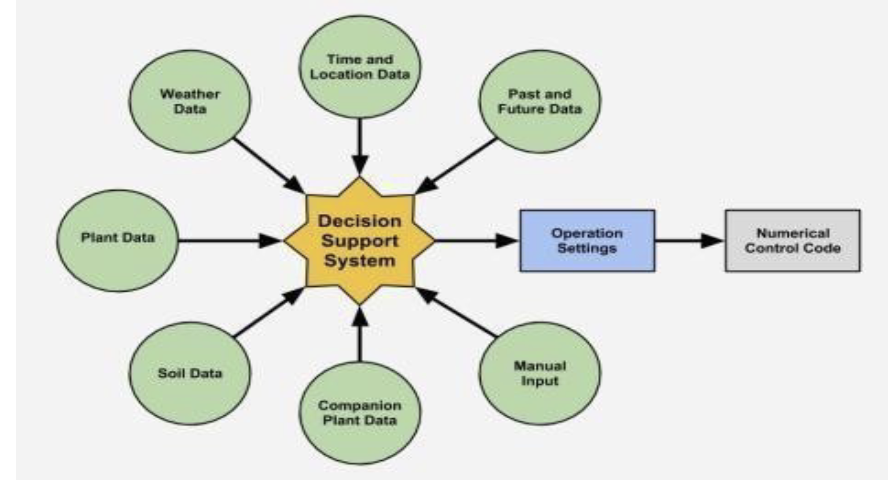 Time and
Location Data
Weather
Data
Past and
Future Data
Plant Data
Decision
Support
System
Operation
Settings
Numerical
Control Code
Soil Data
Companion
Plant Data
Manual
Input